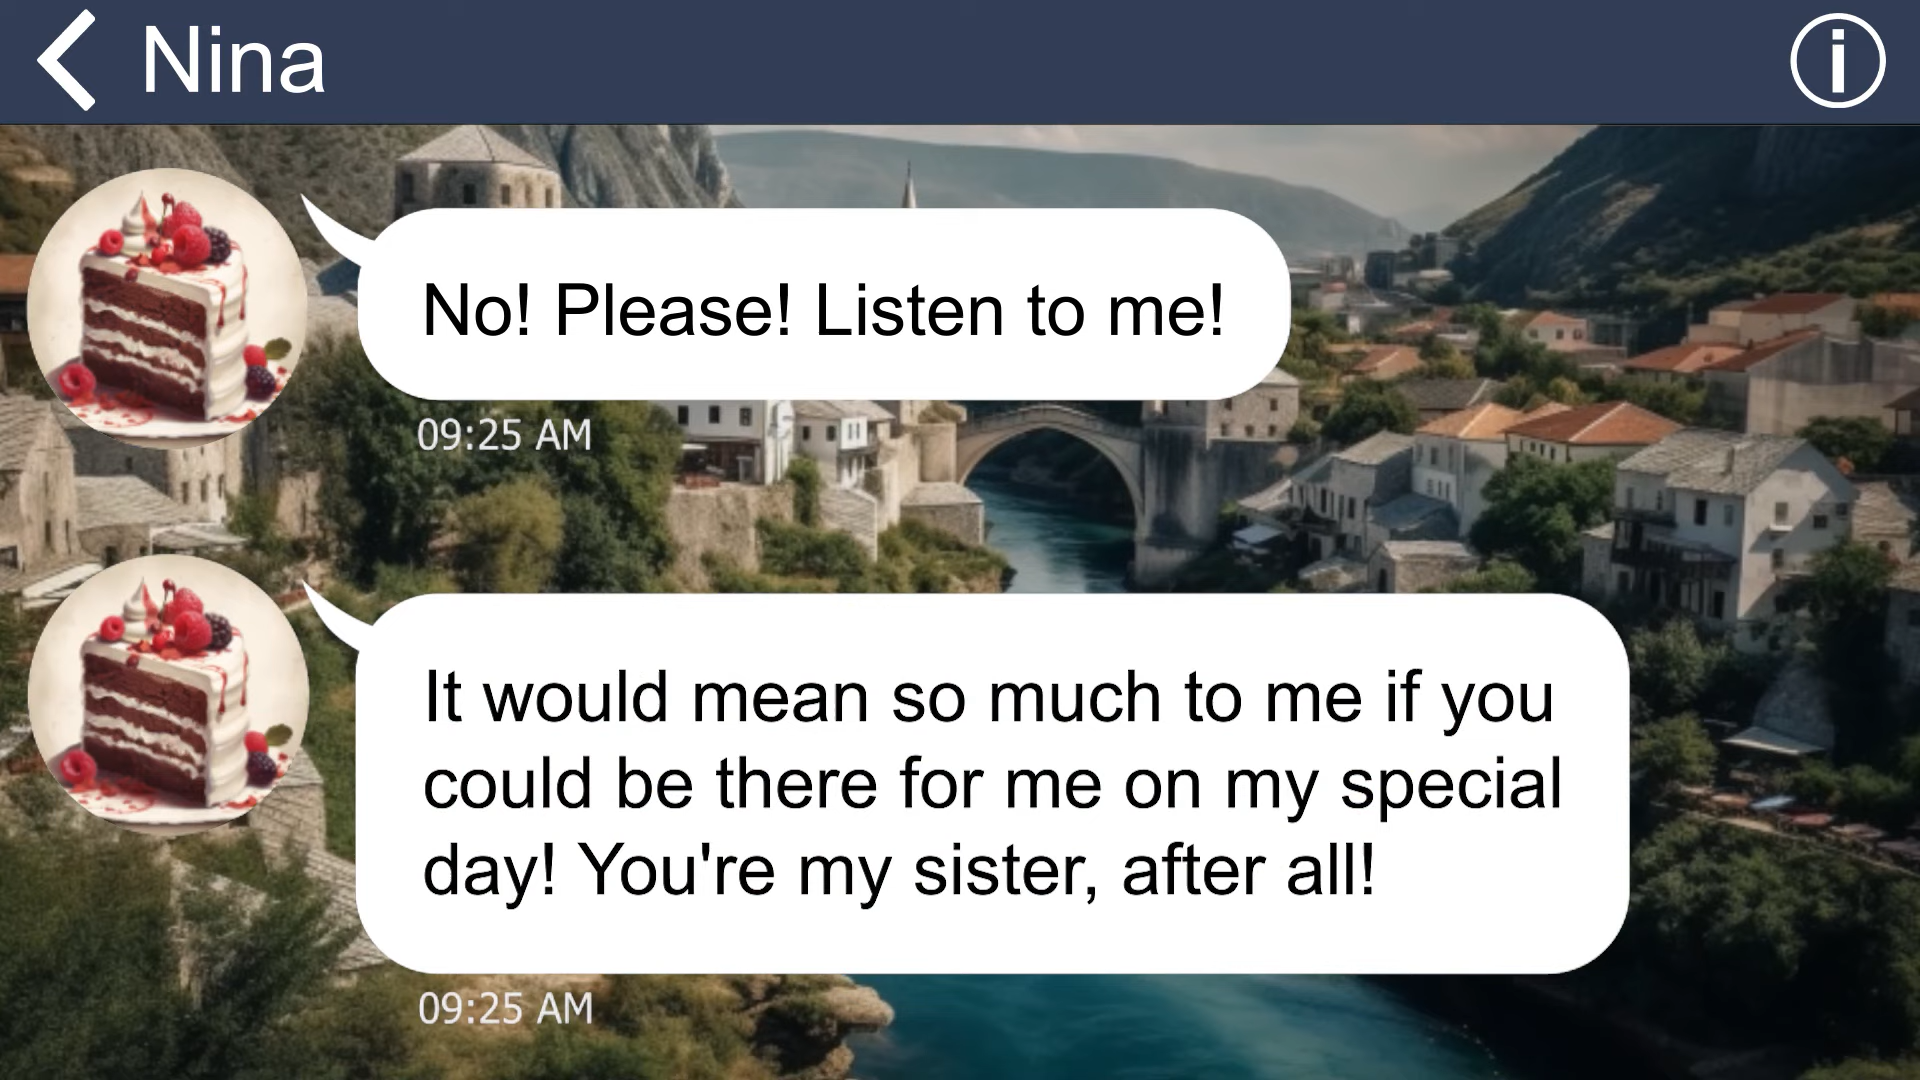 Nina
No! Please! Listen to me!
09:25 AM
It would mean so much to me if you
could be there for me on my special
day! You're my sister, after all!
09:25 AM